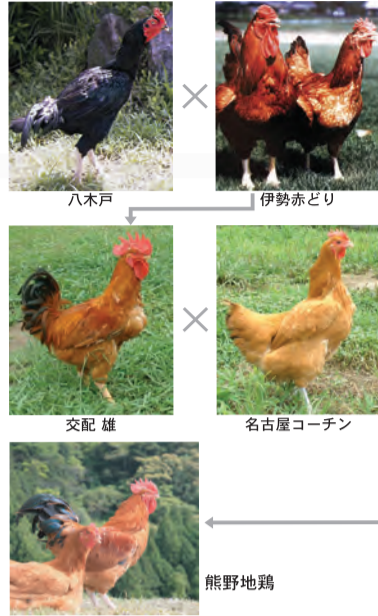 八木戸
伊勢赤どり
交配 雄
名古屋コーチン
熊野地鶏